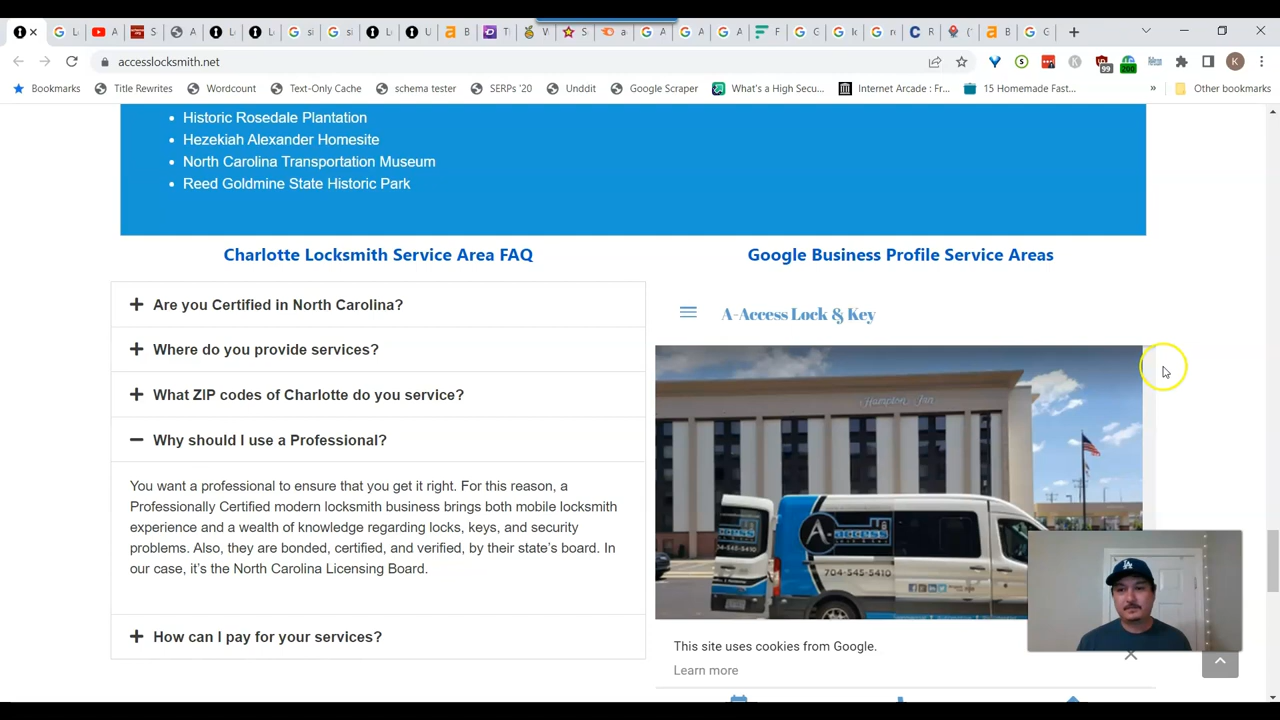 accesslocksmith.net
Bookmarks Title Rewrites Wordcount Text-Only Cache schema tester SERPs '20 Unddit Google Scraper What's a High Secu... Internet Arcade : Fr... 15 Homemade Fast... » Other bookmarks
• Historic Rosedale Plantation
• Hezekiah Alexander Homesite
• North Carolina Transportation Museum
• Reed Goldmine State Historic Park
Charlotte Locksmith Service Area FAQ
Are you Certified in North Carolina?
Where do you provide services?
What ZIP codes of Charlotte do you service?
Why should I use a Professional?
You want a professional to ensure that you get it right. For this reason, a
Professionally Certified modern locksmith business brings both mobile locksmith
experience and a wealth of knowledge regarding locks, keys, and security
problems. Also, they are bonded, certified, and verified, by their state's board. In
our case, it's the North Carolina Licensing Board.
How can I pay for your services?
Google Business Profile Service Areas
A-Access Lock & Key
Hampton Inn
A-access
704-545-5410
This site uses cookies from Google.
Learn more